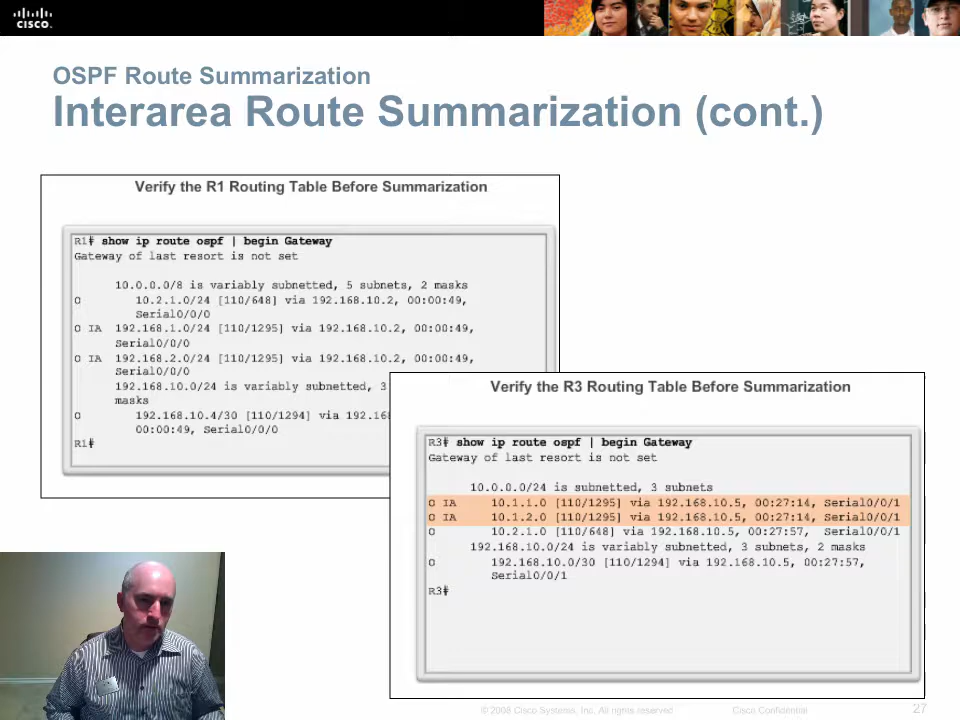 CISCO
OSPF Route Summarization
Interarea Route Summarization (cont.)
Verify the R1 Routing Table Before Summarization
R1# show ip route ospf | begin Gateway
Gateway of last resort is not set
10.0.0.0/8 is variably subnetted, 5 subnets, 2 masks
O 10.2.1.0/24 [110/648] via 192.168.10.2, 00:00:49,
Serial0/0/0
O IA 192.168.1.0/24 [110/1295] via 192.168.10.2, 00:00:49,
Serial0/0/0
O IA 192.168.2.0/24 [110/1295] via 192.168.10.2, 00:00:49,
Serial0/0/0
192.168.10.0/24 is variably subnetted, 3
masks
O 192.168.10.4/30 [110/1294] via 192.168
00:00:49, Serial0/0/0
R1#
Verify the R3 Routing Table Before Summarization
R3# show ip route ospf | begin Gateway
Gateway of last resort is not set
10.0.0.0/24 is subnetted, 3 subnets
O IA 10.1.1.0 [110/1295] via 192.168.10.5, 00:27:14, Serial0/0/1
O IA 10.1.2.0 [110/1295] via 192.168.10.5, 00:27:14, Serial0/0/1
O 10.2.1.0 [110/648] via 192.168.10.5, 00:27:57, Serial0/0/1
192.168.10.0/24 is variably subnetted, 3 subnets, 2 masks
O 192.168.10.0/30 [110/1294] via 192.168.10.5, 00:27:57,
Serial0/0/1
R3#
© 2008 Cisco Systems, Inc. All rights reserved
Cisco Confidential
27